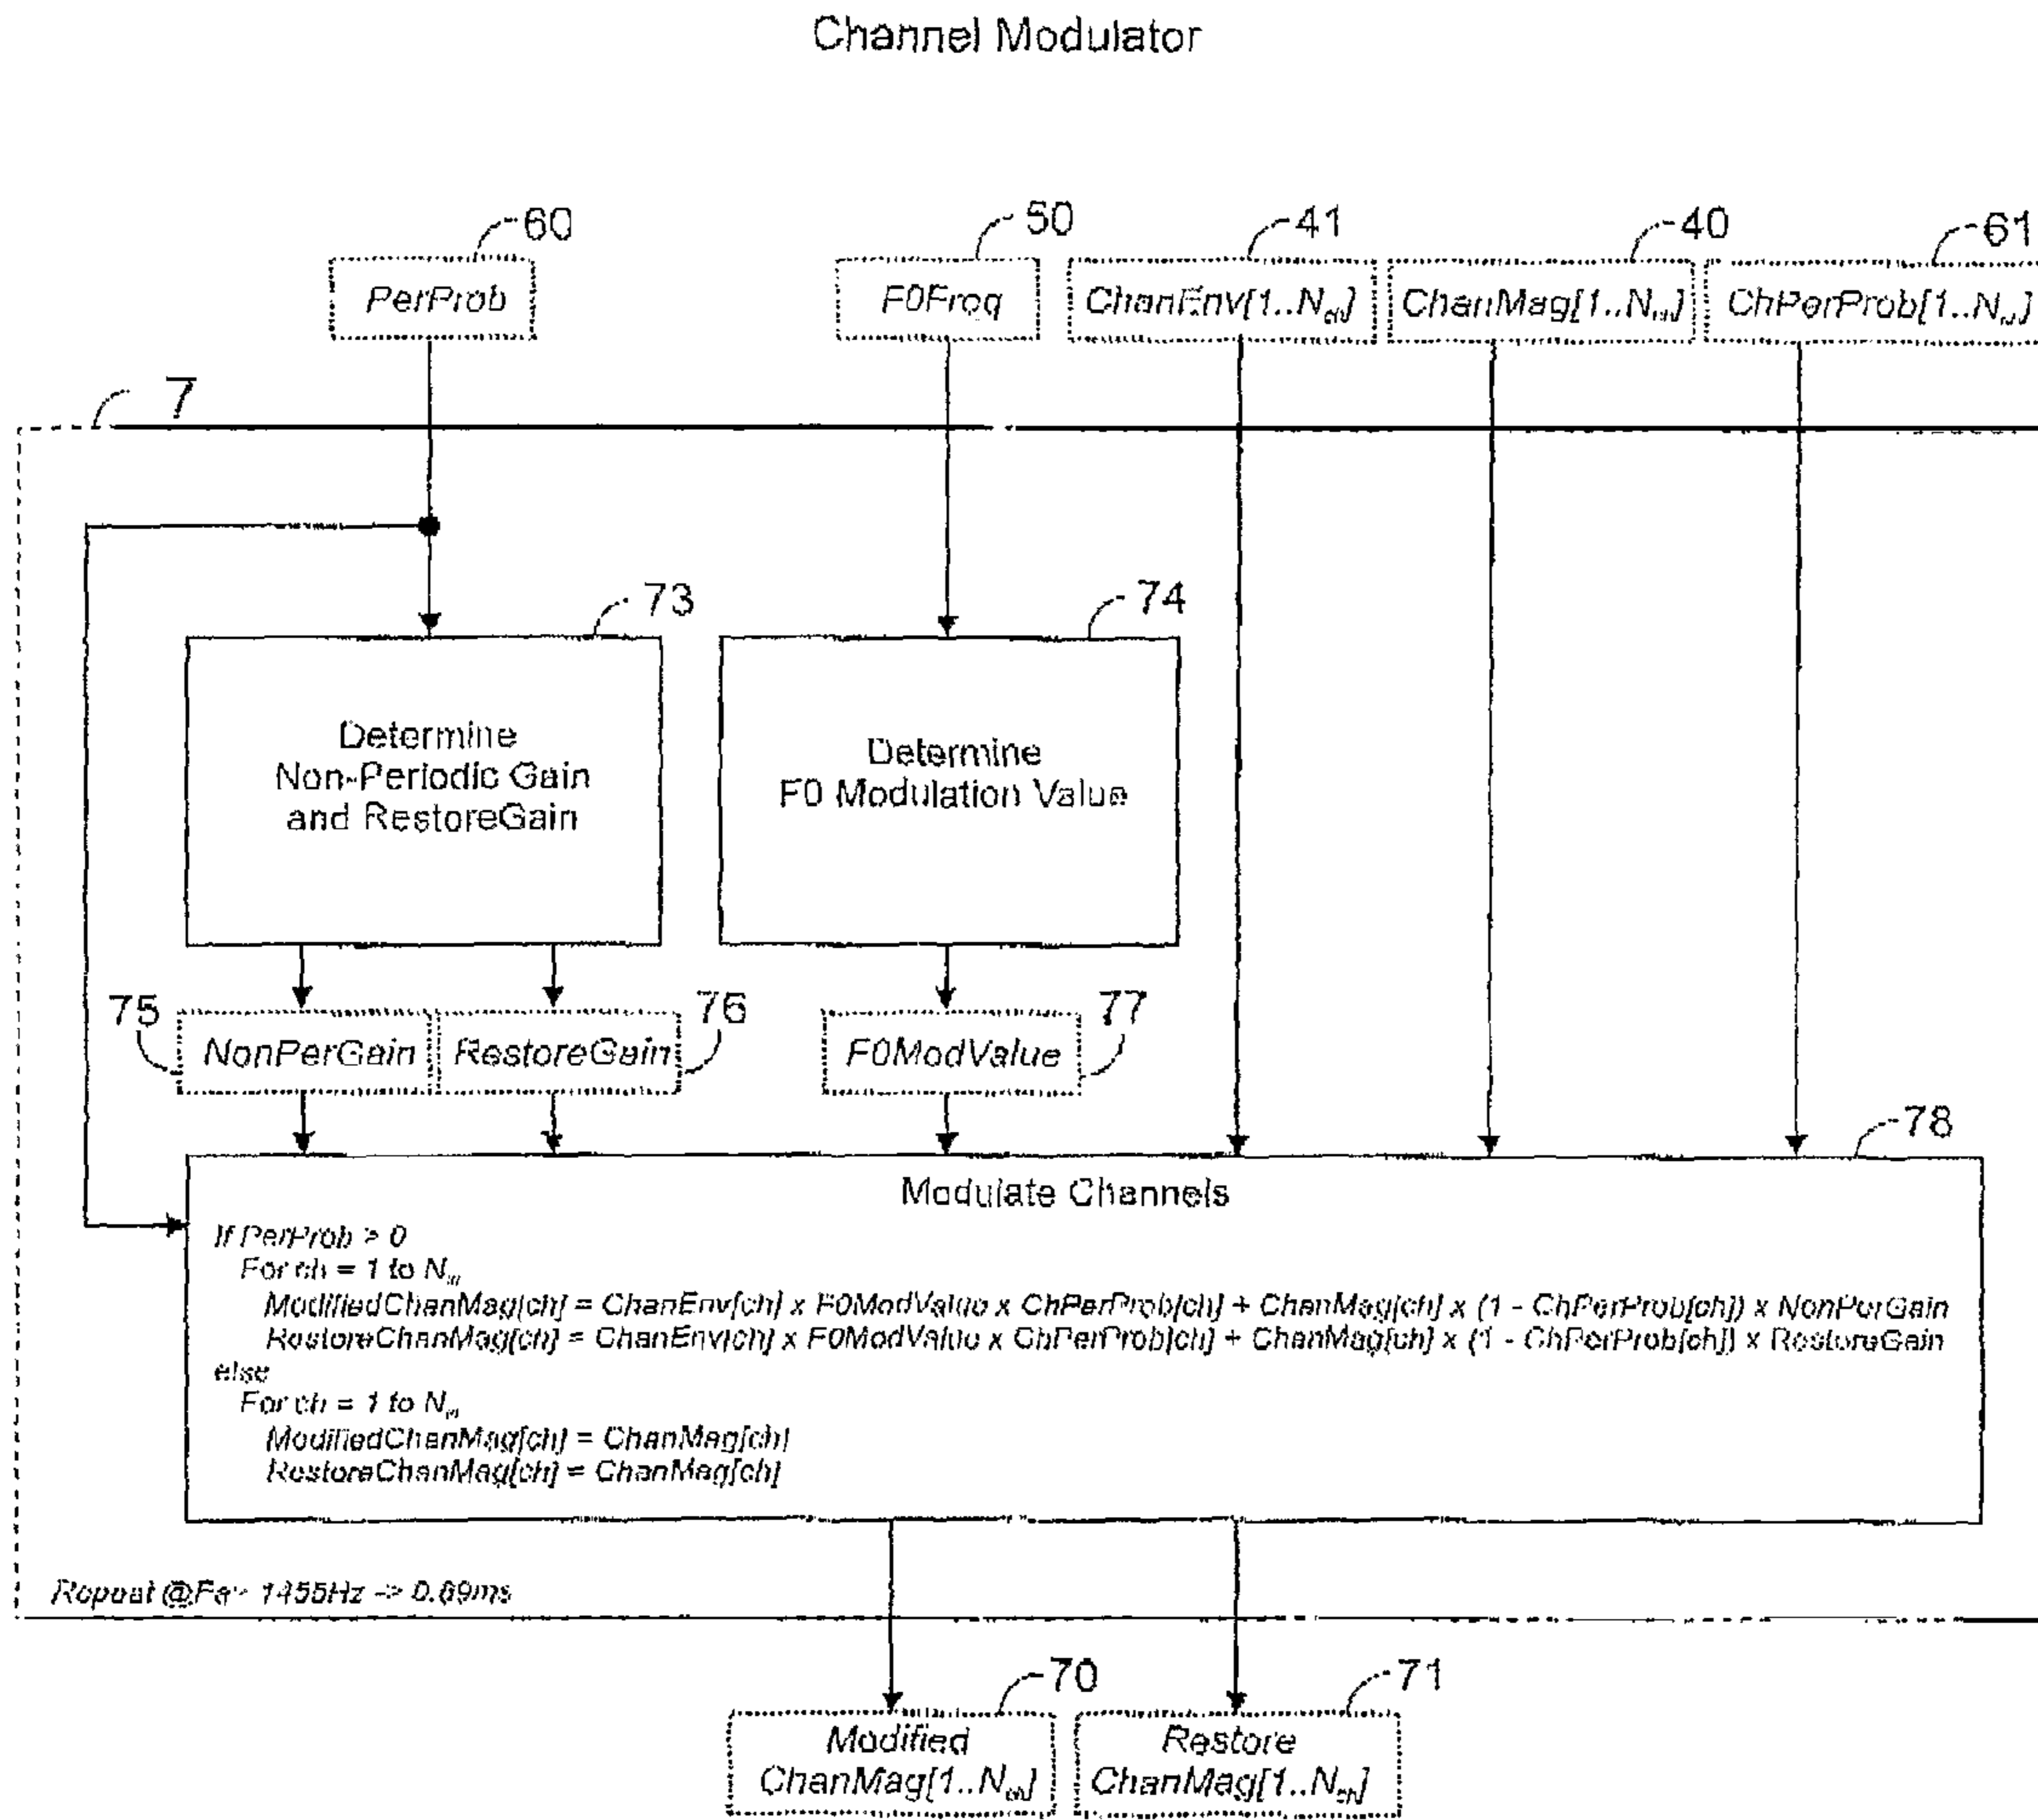 Channel Modulator
60
50
41
40
61
PerProb
F0Freq
ChanEnv[1..Nch]
ChanMag[1..Nch]
ChPerProb[1..Nch]
7
73
74
Determine
Non-Periodic Gain
and RestoreGain
Determine
F0 Modulation Value
75
76
77
NonPerGain
RestoreGain
F0ModValue
78
Modulate Channels
If PerProb > 0
For ch = 1 to Nch
ModifiedChanMag[ch] = ChanEnv[ch] x F0ModValue x ChPerProb[ch] + ChanMag[ch] x (1 - ChPerProb[ch]) x NonPerGain
RestoreChanMag[ch] = ChanEnv[ch] x F0ModValue x ChPerProb[ch] + ChanMag[ch] x (1 - ChPerProb[ch]) x RestoreGain
else
For ch = 1 to Nch
ModifiedChanMag[ch] = ChanMag[ch]
RestoreChanMag[ch] = ChanMag[ch]
Repeat @Fa~ 1455Hz -> 0.69ms
70
71
Modified
ChanMag[1..Nch]
Restore
ChanMag[1..Nch]